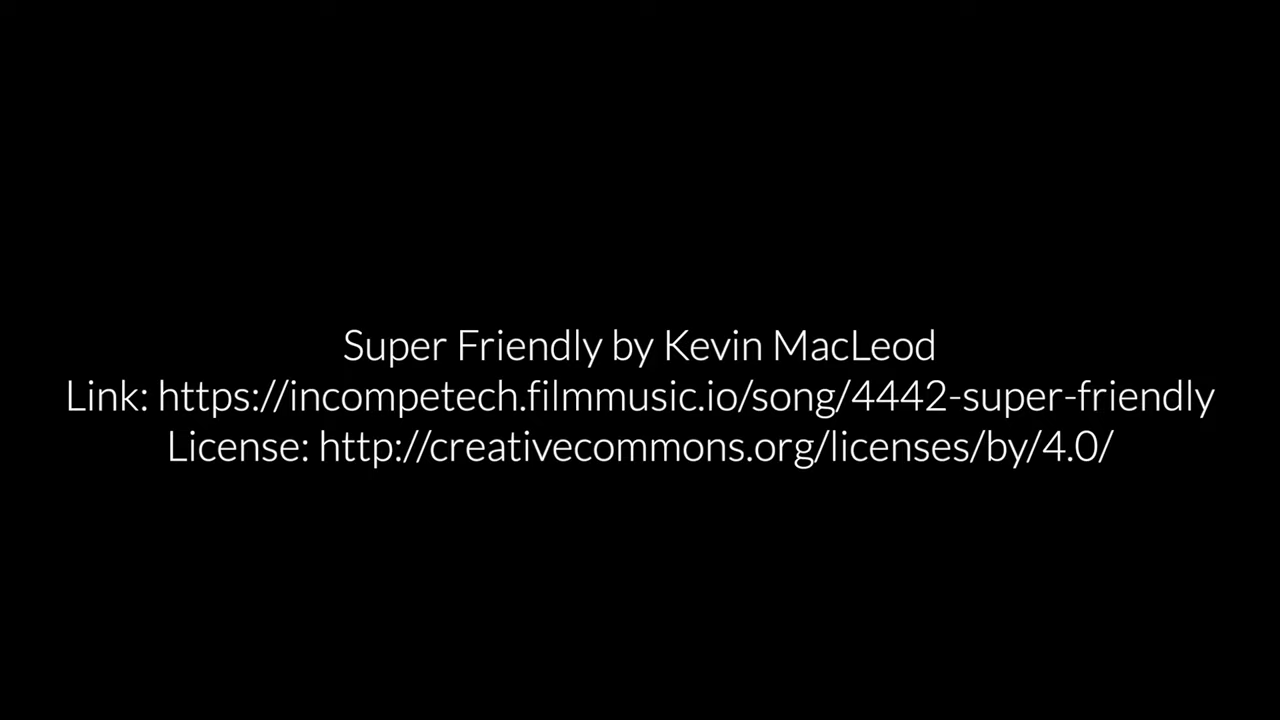 Super Friendly by Kevin MacLeod
Link: https://incompetech.filmmusic.io/song/4442-super-friendly
License: http://creativecommons.org/licenses/by/4.0/